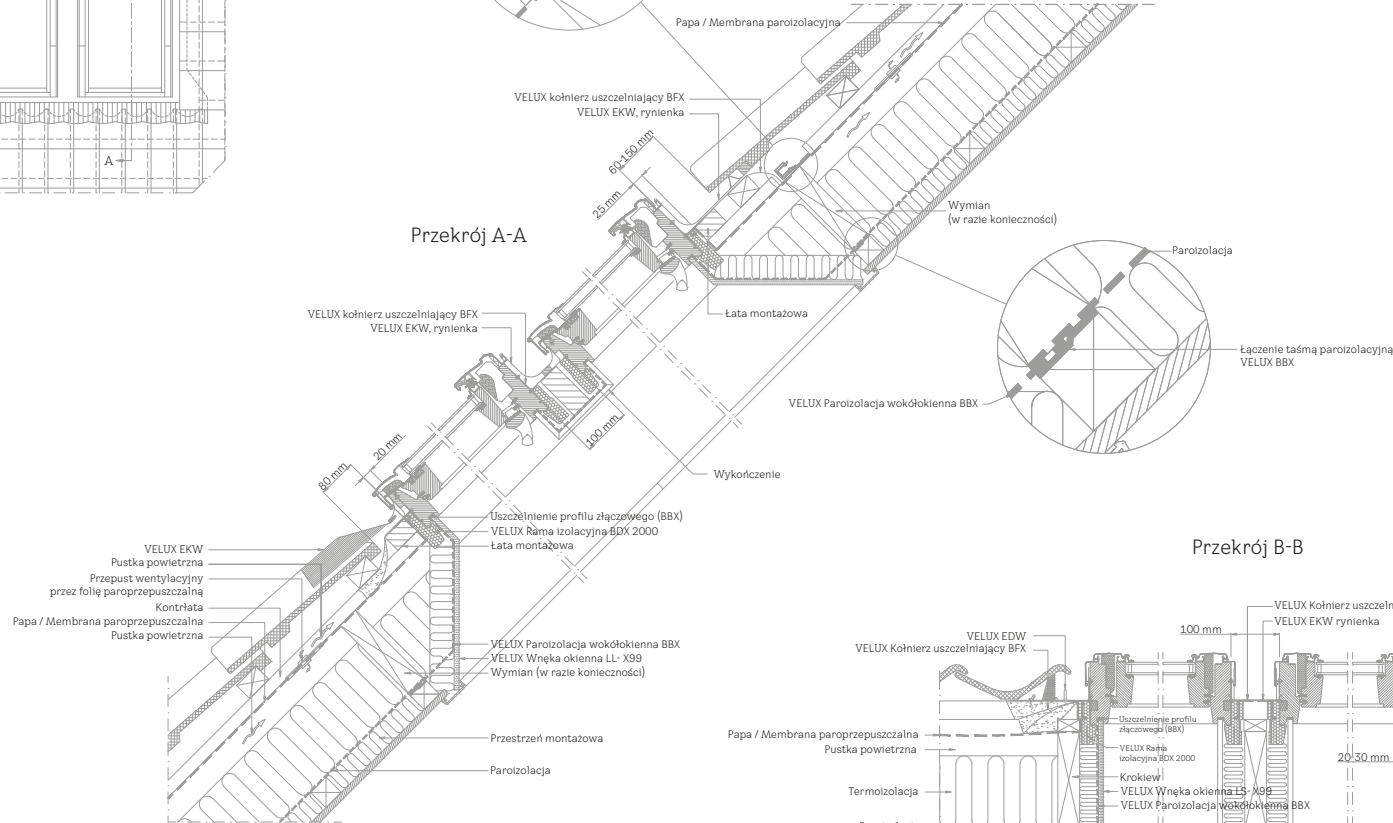 Papa / Membrana paroizolacyjna
VELUX kołnierz uszczelniający BFX
VELUX EKW, rynienka
60-150 mm
25 mm
A
Przekrój A-A
Wymian
(w razie konieczności)
Paroizolacja
VELUX kołnierz uszczelniający BFX
VELUX EKW, rynienka
Łata montażowa
Łączenie taśmą paroizolacyjną
VELUX BBX
VELUX Paroizolacja wokółokienna BBX
100 mm
20 mm
80 mm
Wykończenie
Uszczelnienie profilu złączowego (BBX)
VELUX Rama izolacyjna BDX 2000
Łata montażowa
VELUX EKW
Pustka powietrzna
Przepust wentylacyjny
przez folię paroprzepuszczalną
Kontrłata
Papa / Membrana paroprzepuszczalna
Pustka powietrzna
VELUX Paroizolacja wokółokienna BBX
VELUX Wnęka okienna LL- X99
Wymian (w razie konieczności)
Przestrzeń montażowa
Paroizolacja
Przekrój B-B
VELUX Kołnierz uszczeln
VELUX EKW rynienka
100 mm
VELUX EDW
VELUX Kołnierz uszczelniający BFX
Papa / Membrana paroprzepuszczalna
Pustka powietrzna
Termoizolacja
Uszczelnienie profilu
złączowego (BBX)
VELUX Rama
izolacyjna BDX 2000
Krokiew
VELUX Wnęka okienna LS- X99
VELUX Paroizolacja wokółokienna BBX
20-30 mm